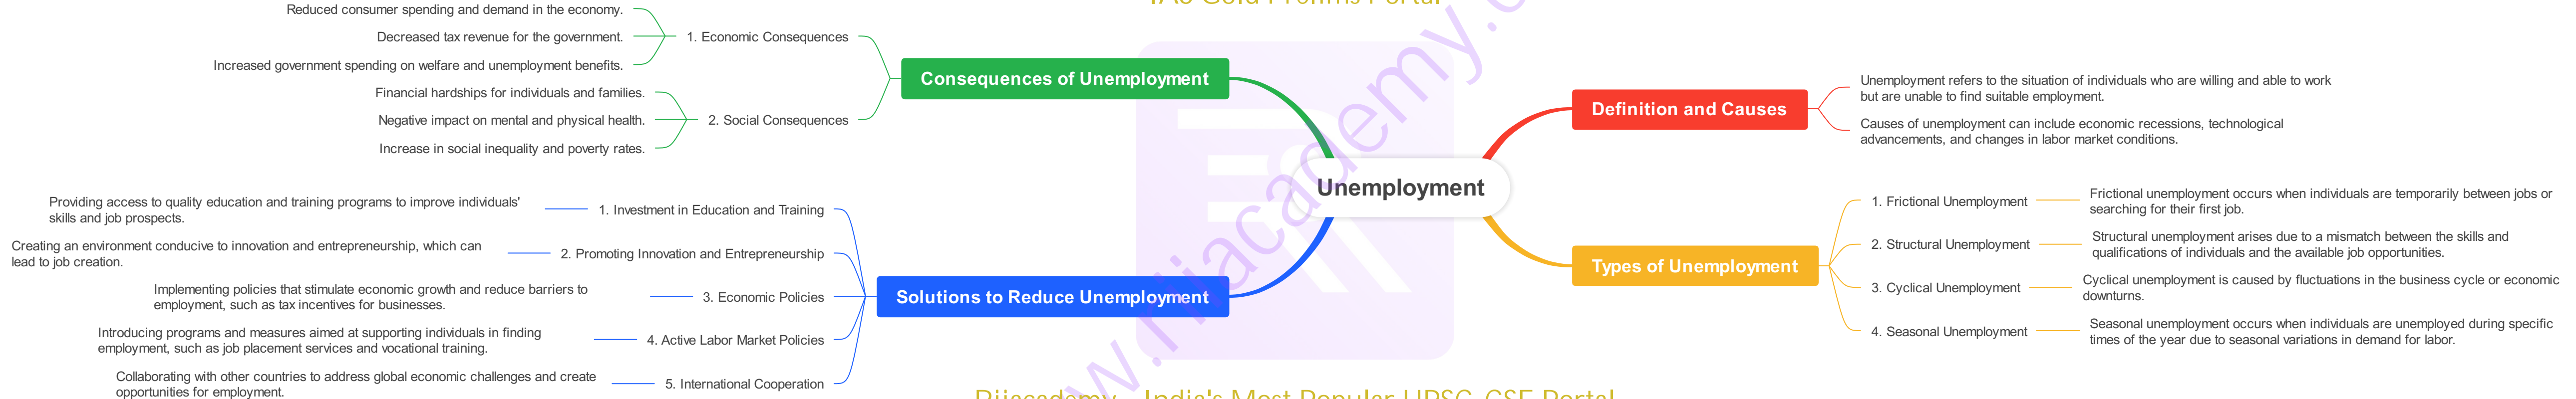 IAS Gold Prelims Portal
Reduced consumer spending and demand in the economy.
Decreased tax revenue for the government.
Increased government spending on welfare and unemployment benefits.
1. Economic Consequences
Financial hardships for individuals and families.
Negative impact on mental and physical health.
Increase in social inequality and poverty rates.
2. Social Consequences
Consequences of Unemployment
Providing access to quality education and training programs to improve individuals'
skills and job prospects.
1. Investment in Education and Training
Creating an environment conducive to innovation and entrepreneurship, which can
lead to job creation.
2. Promoting Innovation and Entrepreneurship
Implementing policies that stimulate economic growth and reduce barriers to
employment, such as tax incentives for businesses.
3. Economic Policies
Introducing programs and measures aimed at supporting individuals in finding
employment, such as job placement services and vocational training.
4. Active Labor Market Policies
Collaborating with other countries to address global economic challenges and create
opportunities for employment.
5. International Cooperation
Solutions to Reduce Unemployment
Unemployment
Definition and Causes
Unemployment refers to the situation of individuals who are willing and able to work
but are unable to find suitable employment.
Causes of unemployment can include economic recessions, technological
advancements, and changes in labor market conditions.
Types of Unemployment
1. Frictional Unemployment
Frictional unemployment occurs when individuals are temporarily between jobs or
searching for their first job.
2. Structural Unemployment
Structural unemployment arises due to a mismatch between the skills and
qualifications of individuals and the available job opportunities.
3. Cyclical Unemployment
Cyclical unemployment is caused by fluctuations in the business cycle or economic
downturns.
4. Seasonal Unemployment
Seasonal unemployment occurs when individuals are unemployed during specific
times of the year due to seasonal variations in demand for labor.
w.rijacademy.c
Rijacademy - India's Most Popular UPSC-CSE Portal